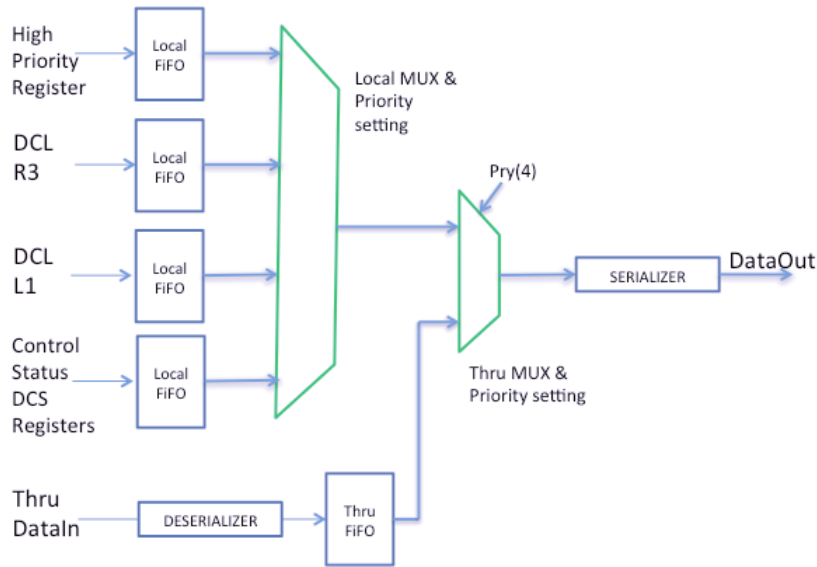 High
Priority
Register
Local
FiFO
Local MUX &
Priority
setting
DCL
R3
Local
FiFO
Pry(4)
DCL
L1
Local
FiFO
DataOut
SERIALIZER
Control
Status
DCS
Registers
Local
FiFO
Thru MUX &
Priority setting
Thru
DataIn
DESERIALIZER
Thru
FiFO